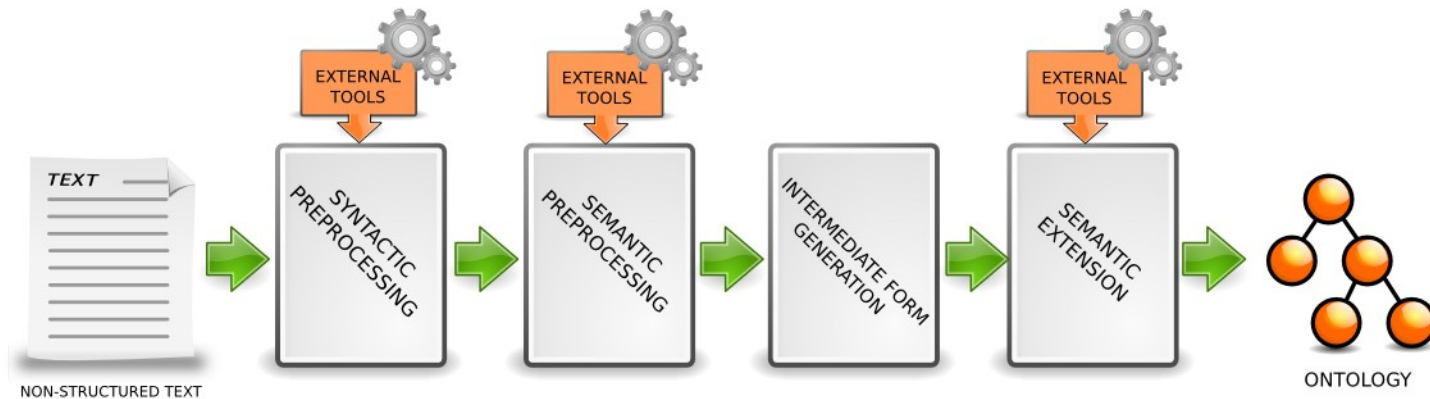 EXTERNAL
TOOLS
EXTERNAL
TOOLS
EXTERNAL
TOOLS
TEXT
SYNTACTIC
PREPROCESSING
SEMANTIC
PREPROCESSING
INTERMEDIATE FORM
GENERATION
SEMANTIC
EXTENSION
NON-STRUCTURED TEXT
ONTOLOGY